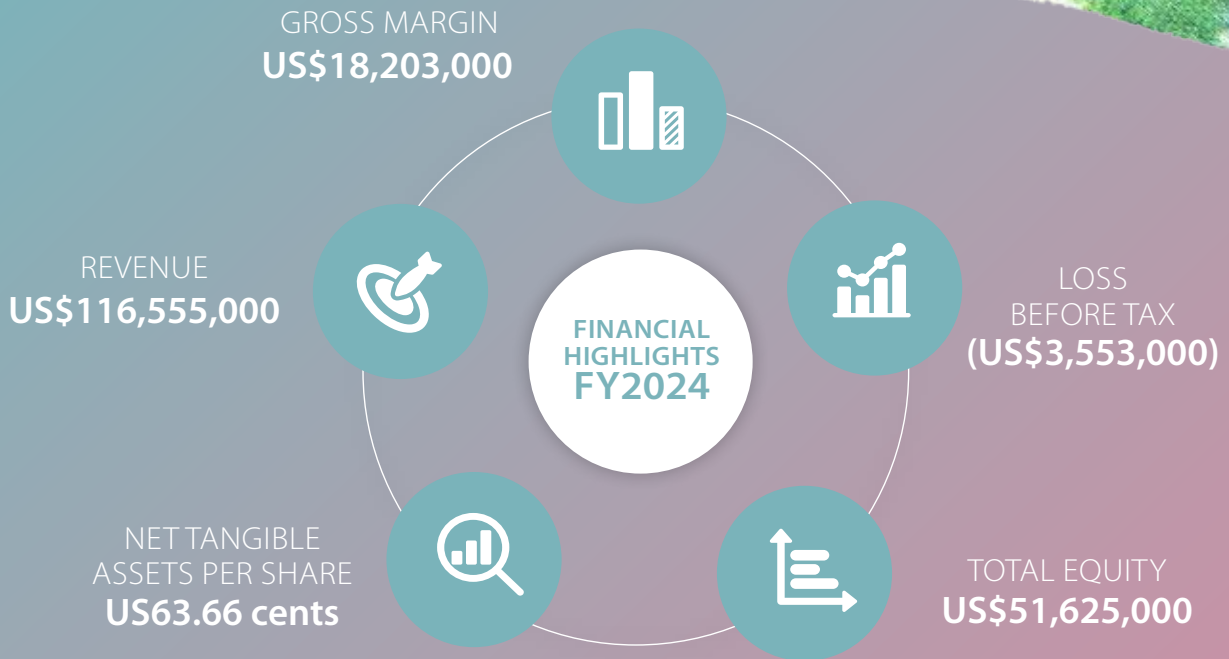 GROSS MARGIN
US$18,203,000
REVENUE
US$116,555,000
FINANCIAL
HIGHLIGHTS
FY2024
LOSS
BEFORE TAX
(US$3,553,000)
NET TANGIBLE
ASSETS PER SHARE
US63.66 cents
TOTAL EQUITY
US$51,625,000